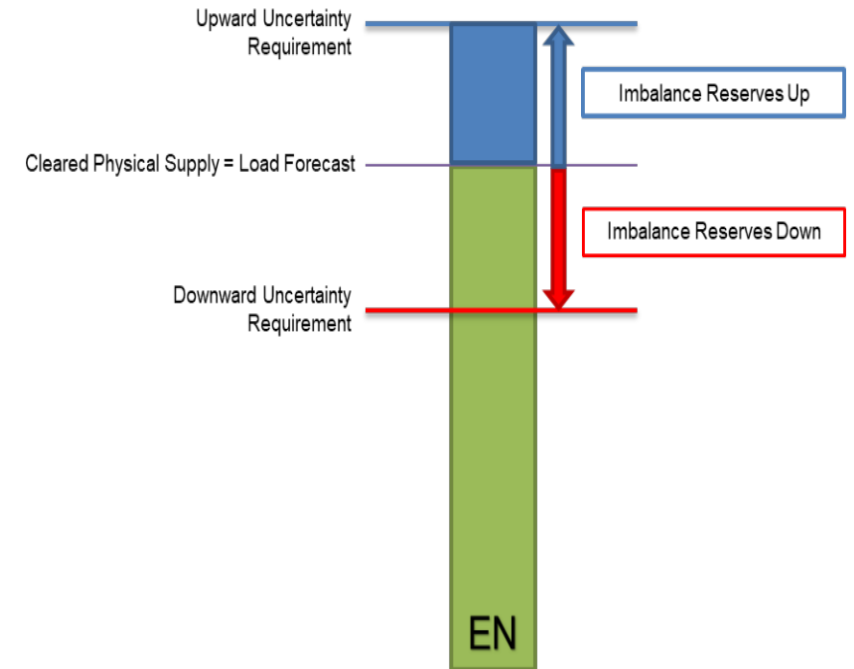 Upward Uncertainty
Requirement
Imbalance Reserves Up
Cleared Physical Supply = Load Forecast
Imbalance Reserves Down
Downward Uncertainty
Requirement
EN